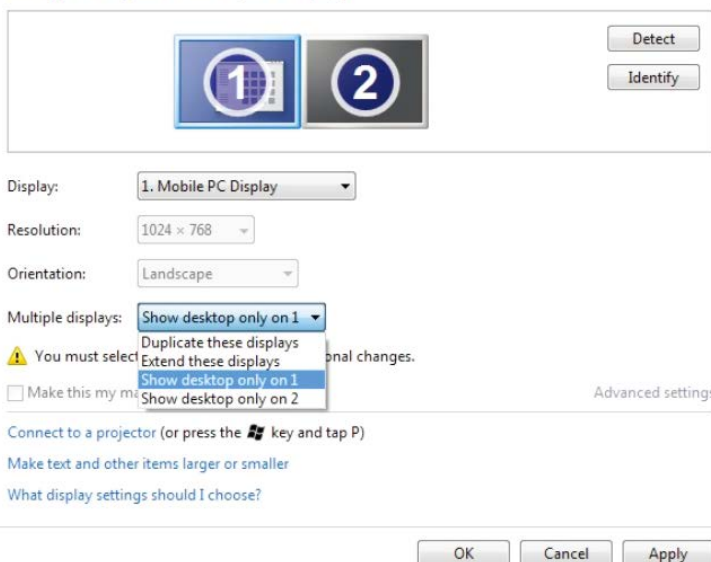 1
2
Detect
Identify
Display: 1. Mobile PC Display
Resolution: 1024 × 768
Orientation: Landscape
Multiple displays: Show desktop only on 1
Duplicate these displays
You must select onal changes.
Extend these displays
Show desktop only on 1
Make this my ma Advanced settings
Show desktop only on 2
Connect to a projector (or press the key and tap P)
Make text and other items larger or smaller
What display settings should I choose?
OK Cancel Apply